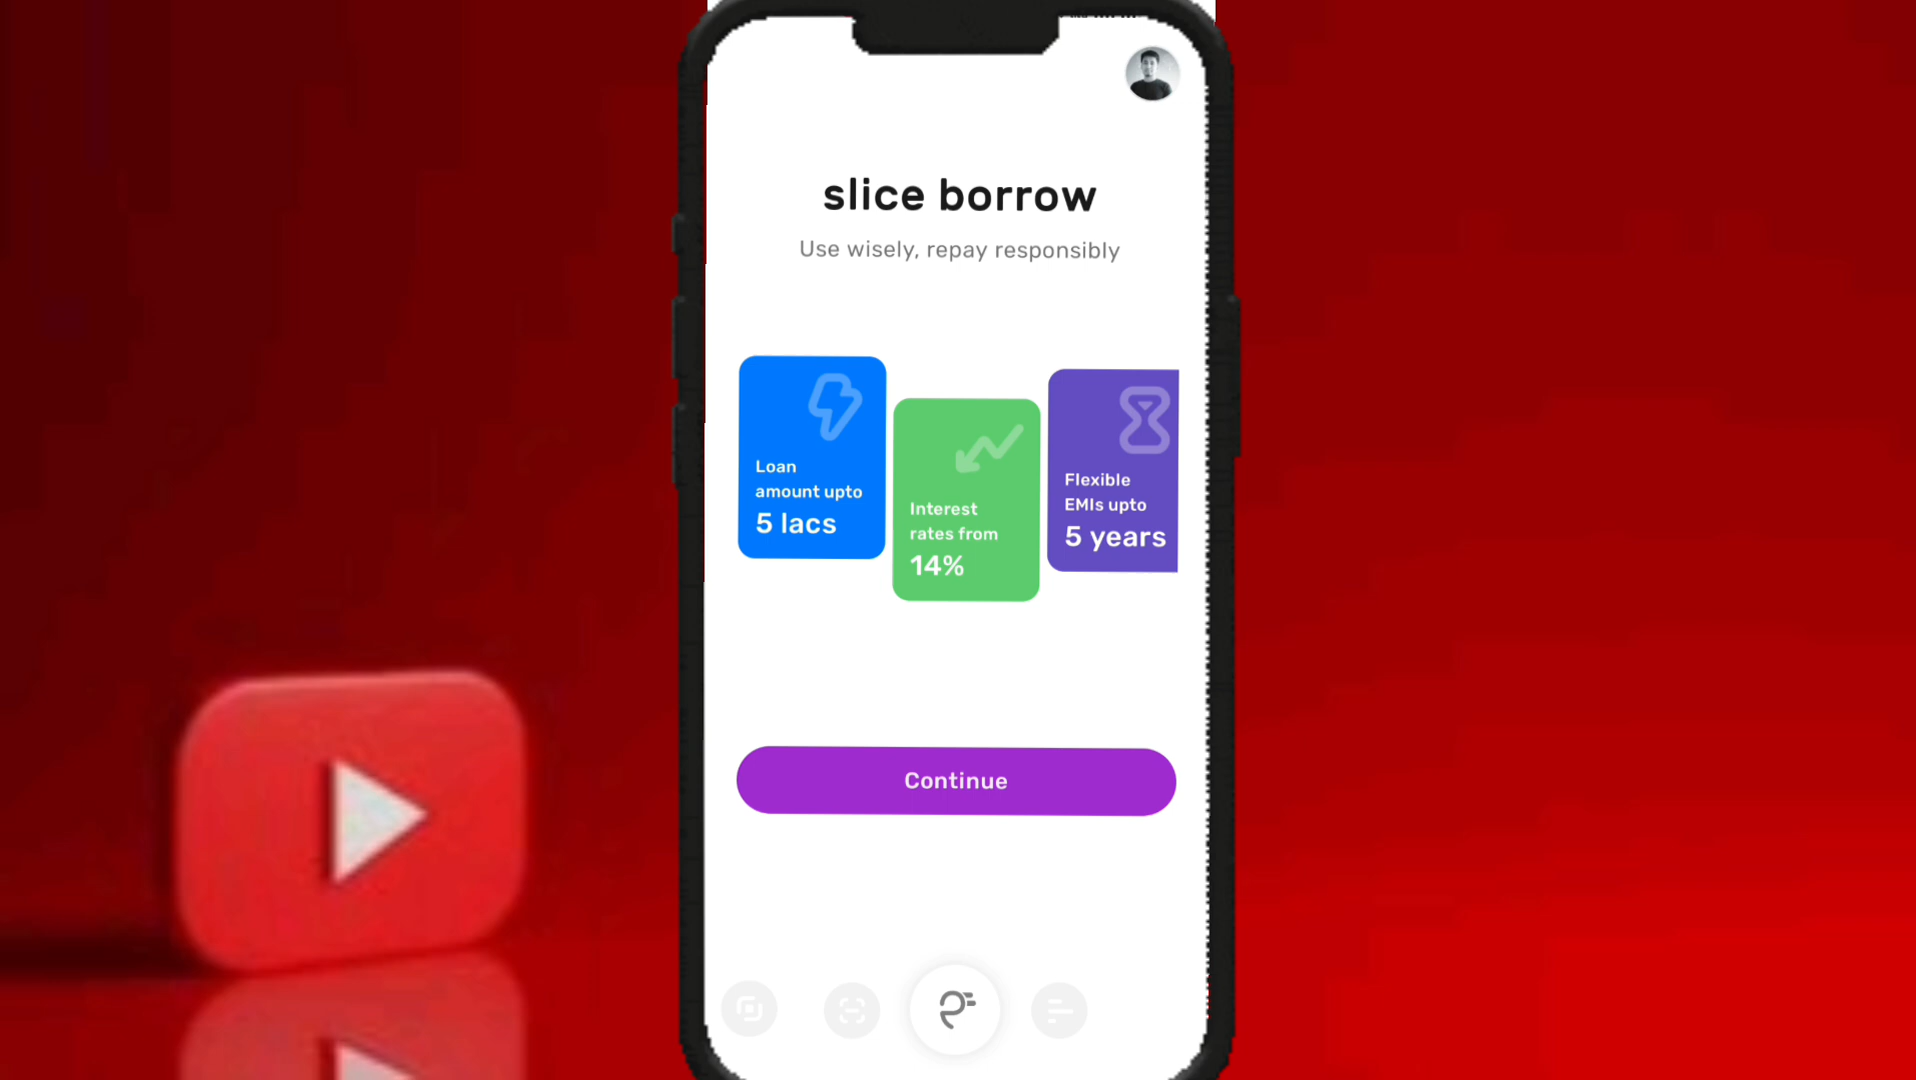 slice borrow
Use wisely, repay responsibly
Loan
amount upto
5 lacs
Interest
rates from
14%
Flexible
EMIs upto
5 years
Continue